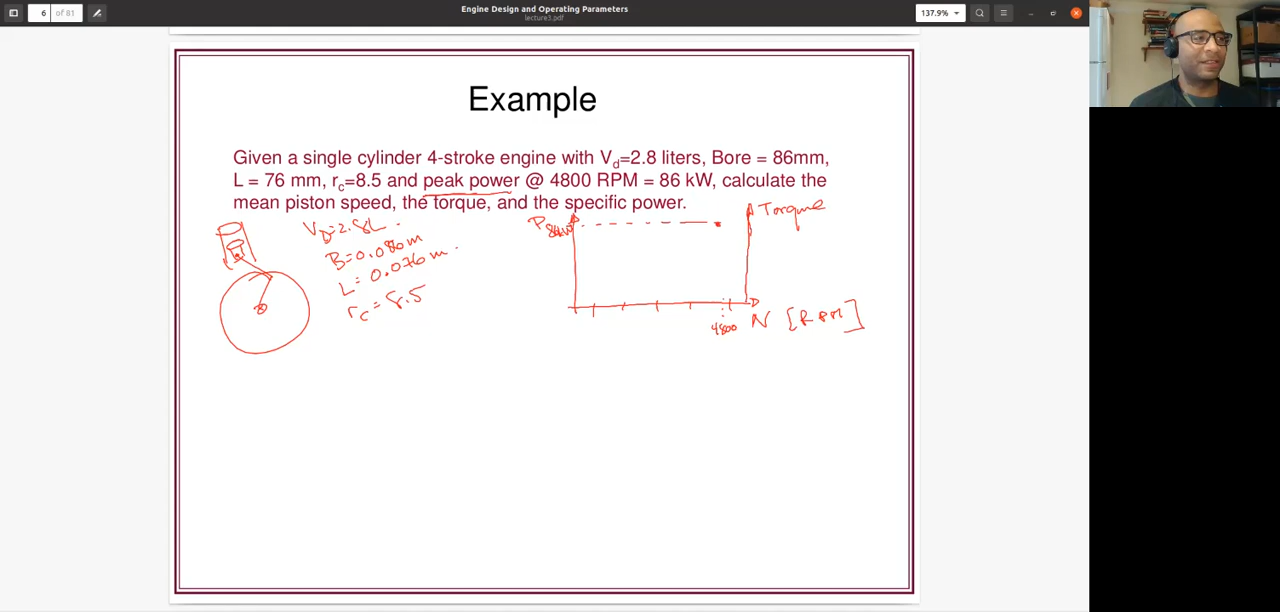 Engine Design and Operating Parameters
lecture3.pdf
6 of 81
137.9%
Example
Given a single cylinder 4-stroke engine with Vd=2.8 liters, Bore = 86mm,
L = 76 mm, rc=8.5 and peak power @ 4800 RPM = 86 kW, calculate the
mean piston speed, the torque, and the specific power.
VD=2.8L
B=0.086m
L=0.076m
rc=8.5
P
Torque
4800
N [RPM]